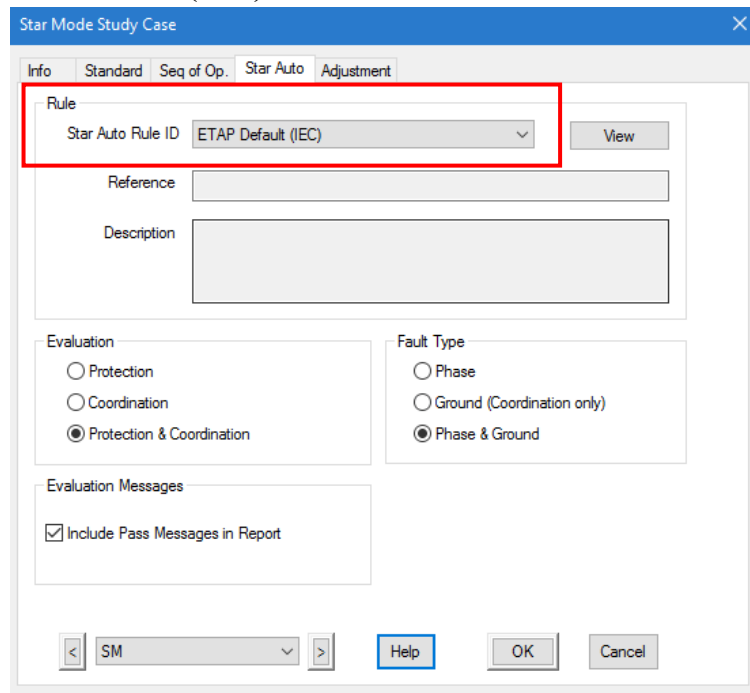 Star Mode Study Case
Info Standard Seq of Op. Star Auto Adjustment
Rule
Star Auto Rule ID ETAP Default (IEC) View
Reference
Description
Evaluation
Protection
Coordination
Protection & Coordination
Fault Type
Phase
Ground (Coordination only)
Phase & Ground
Evaluation Messages
Include Pass Messages in Report
< SM > Help OK Cancel